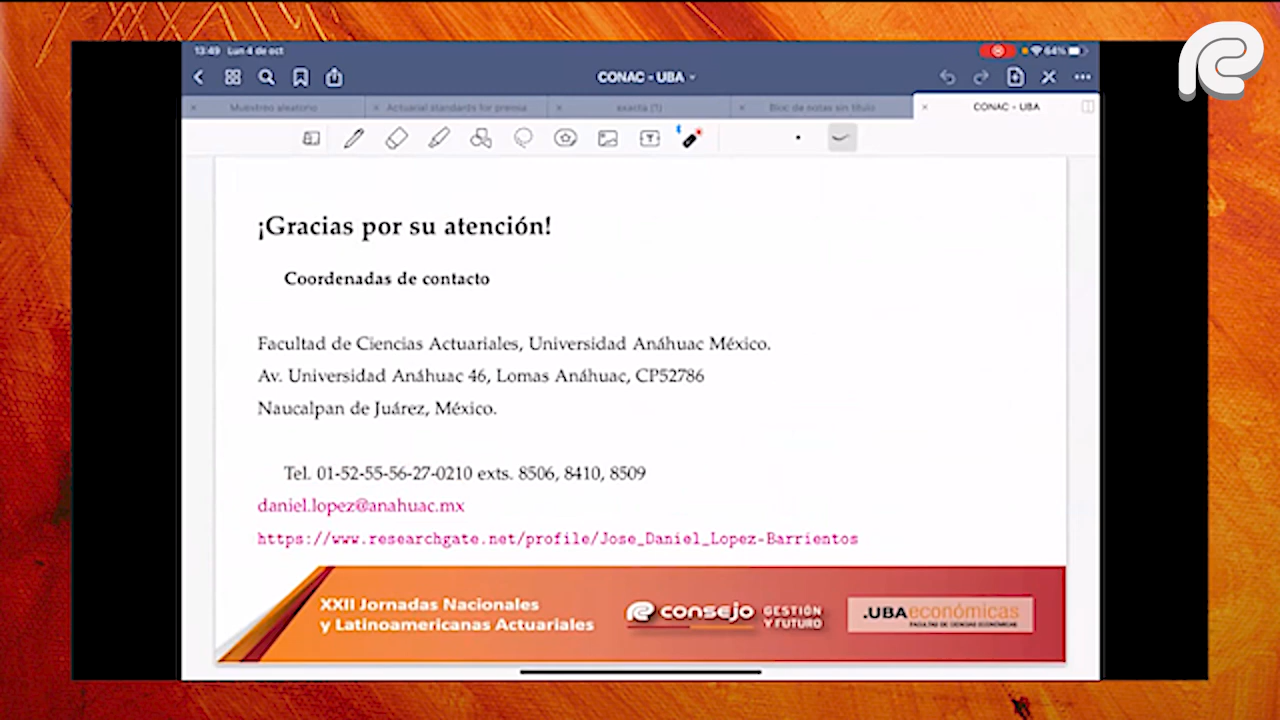 13:49 Lun 4 de oct
64%
CONAC - UBA
Muestreo aleatorio
Actuarial standards for prensa
exacta (1)
Bloc de notas sin título
CONAC - UBA
¡Gracias por su atención!
Coordenadas de contacto
Facultad de Ciencias Actuariales, Universidad Anáhuac México.
Av. Universidad Anáhuac 46, Lomas Anáhuac, CP52786
Naucalpan de Juárez, México.
Tel. 01-52-55-56-27-0210 exts. 8506, 8410, 8509
daniel.lopez@anahuac.mx
https://www.researchgate.net/profile/Jose_Daniel_Lopez-Barrientos
XXII Jornadas Nacionales
y Latinoamericanas Actuariales
consejo GESTIÓN
Y FUTURO
.UBAeconómicas
FACULTAD DE CIENCIAS ECONÓMICAS